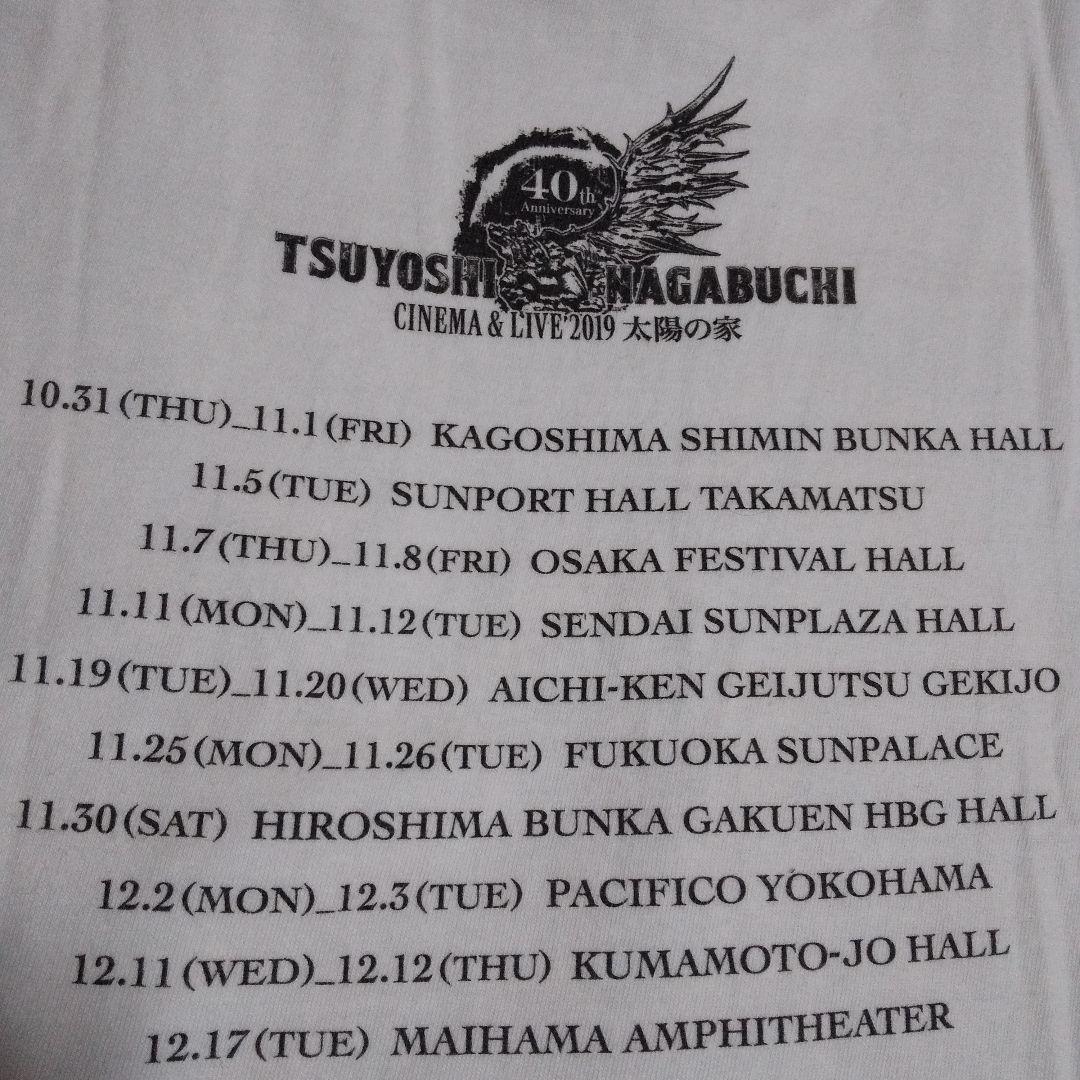 40th
Anniversary
TSUYOSHI NAGABUCHI
CINEMA & LIVE'2019 太陽の家
10.31(THU)_11.1(FRI) KAGOSHIMA SHIMIN BUNKA HALL
11.5(TUE) SUNPORT HALL TAKAMATSU
11.7(THU)_11.8(FRI) OSAKA FESTIVAL HALL
11.11(MON)_11.12(TUE) SENDAI SUNPLAZA HALL
11.19(TUE)_11.20(WED) AICHI-KEN GEIJUTSU GEKIJO
11.25(MON)_11.26(TUE) FUKUOKA SUNPALACE
11.30(SAT) HIROSHIMA BUNKA GAKUEN HBG HALL
12.2(MON)_12.3(TUE) PACIFICO YOKOHAMA
12.11(WED)_12.12(THU) KUMAMOTO-JO HALL
12.17(TUE) MAIHAMA AMPHITHEATER